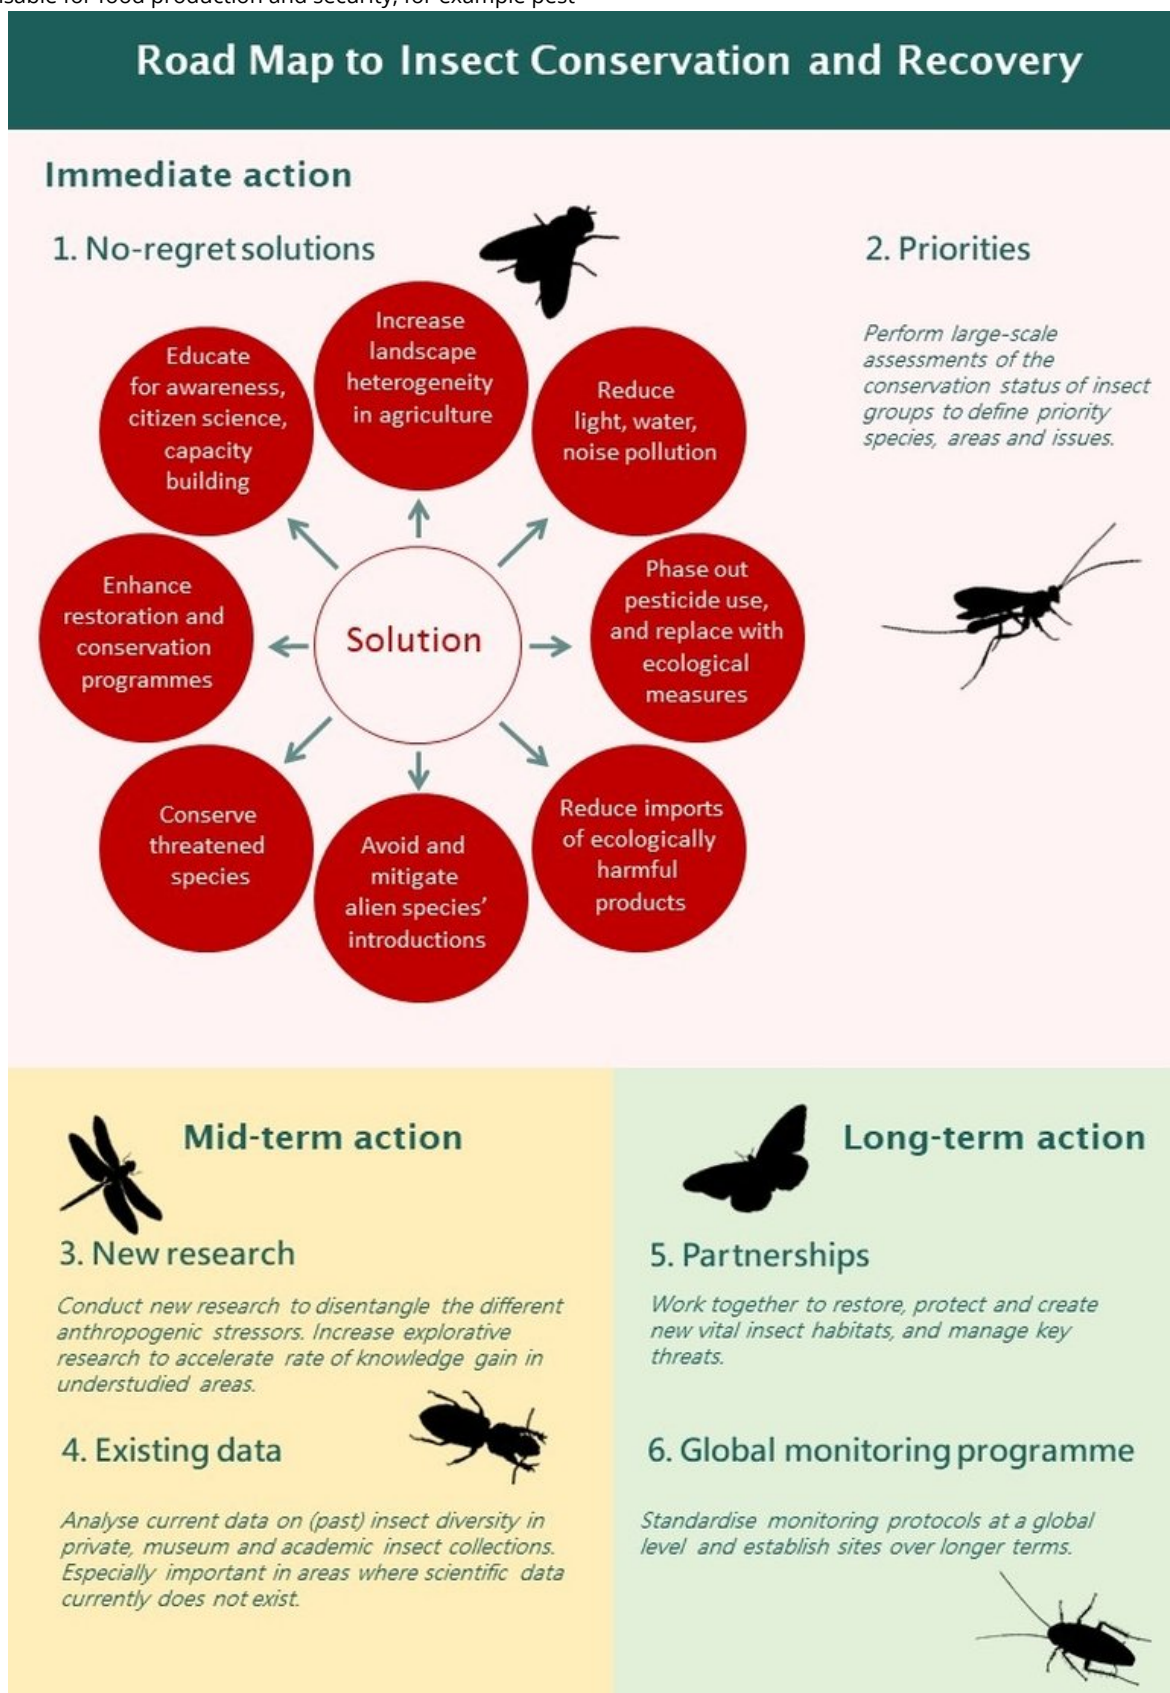 for food production and security, for example pest
Road Map to Insect Conservation and Recovery
Immediate action
1. No-regret solutions
Increase
landscape
heterogeneity
in agriculture
Reduce
light, water,
noise pollution
Phase out
pesticide use,
and replace with
ecological
measures
Reduce imports
of ecologically
harmful
products
Avoid and
mitigate
alien species’
introductions
Conserve
threatened
species
Enhance
restoration and
conservation
programmes
Educate
for awareness,
citizen science,
capacity
building
Solution
2. Priorities
Perform large-scale
assessments of the
conservation status of insect
groups to define priority
species, areas and issues.
Mid-term action
3. New research
Conduct new research to disentangle the different
anthropogenic stressors. Increase explorative
research to accelerate rate of knowledge gain in
understudied areas.
4. Existing data
Analyse current data on (past) insect diversity in
private, museum and academic insect collections.
Especially important in areas where scientific data
currently does not exist.
Long-term action
5. Partnerships
Work together to restore, protect and create
new vital insect habitats, and manage key
threats.
6. Global monitoring programme
Standardise monitoring protocols at a global
level and establish sites over longer terms.